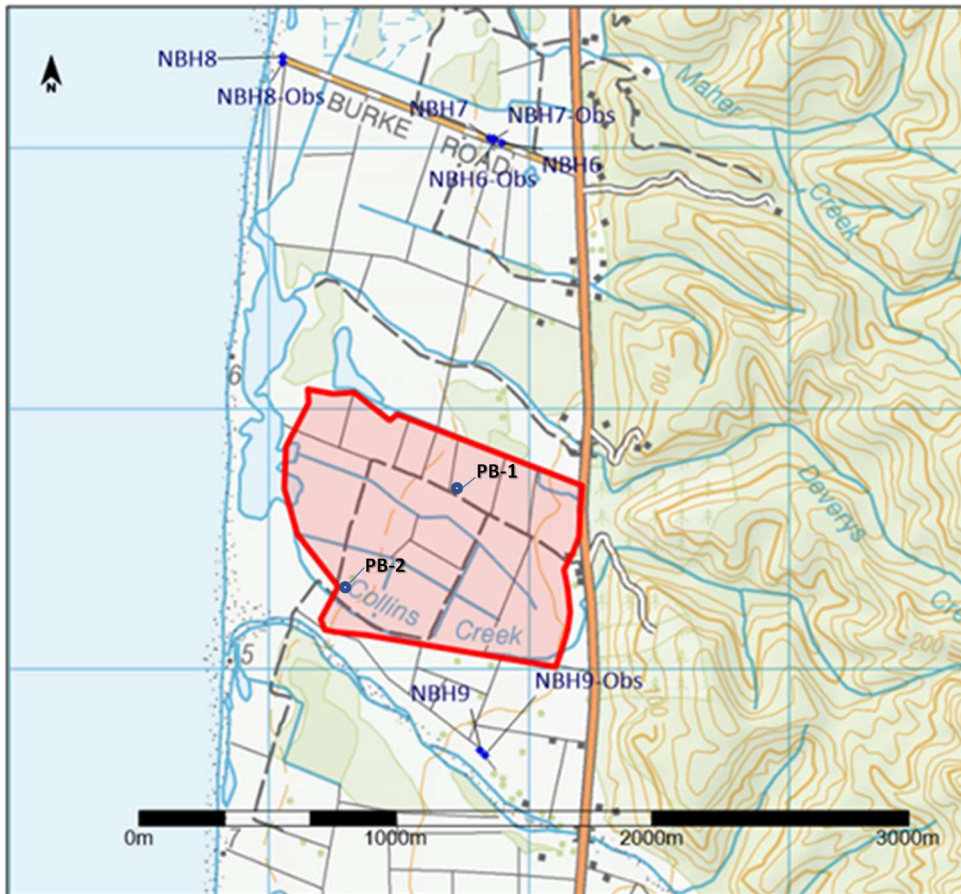 N
NBH8
NBH8-Obs
BURKE
ROAD
NBH7
NBH7-Obs
NBH6
NBH6-Obs
Maher
Creek
6
100
PB-1
Deverys
PB-2
Collins
Creek
Cre
200
5
NBH9
NBH9-Obs
0m 1000m 2000m 3000m